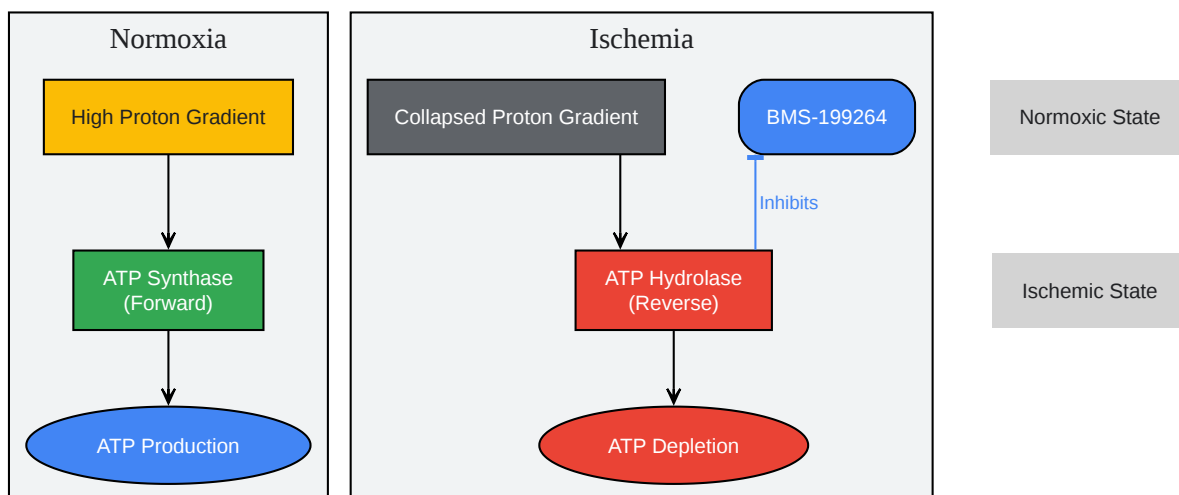 Normoxia
High Proton Gradient
ATP Synthase
(Forward)
ATP Production
Ischemia
Collapsed Proton Gradient
BMS-199264
Inhibits
ATP Hydrolase
(Reverse)
ATP Depletion
Normoxic State
Ischemic State